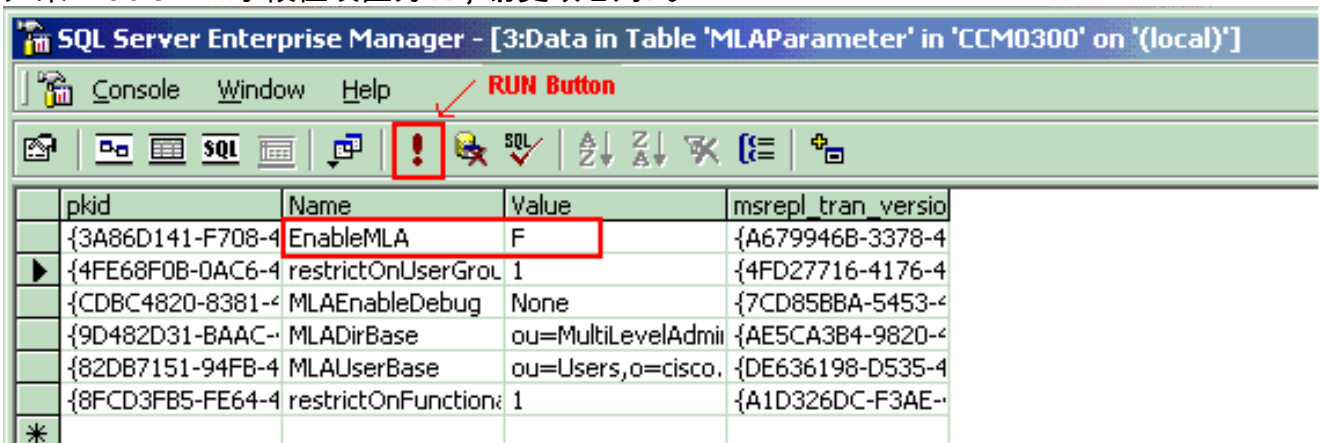 SQL Server Enterprise Manager - [3:Data in Table 'MLAParameter' in 'CCM0300' on '(local)']
Console Window Help RUN Button
SQL SQL
pkid Name Value msrepl_tran_versio
{3A86D141-F708-4 EnableMLA F {A679946B-3378-4
{4FE68F0B-0AC6-4 restrictOnUserGrou 1 {4FD27716-4176-4
{CDBC4820-8381-4 MLAEnableDebug None {7CD85BBA-5453-4
{9D482D31-BAAC- MLADirBase ou=MultiLevelAdmi {AE5CA3B4-9820-4
{82DB7151-94FB-4 MLAUserBase ou=Users,o=cisco. {DE636198-D535-4
{8FCD3FB5-FE64-4 restrictOnFunctiona 1 {A1D326DC-F3AE-